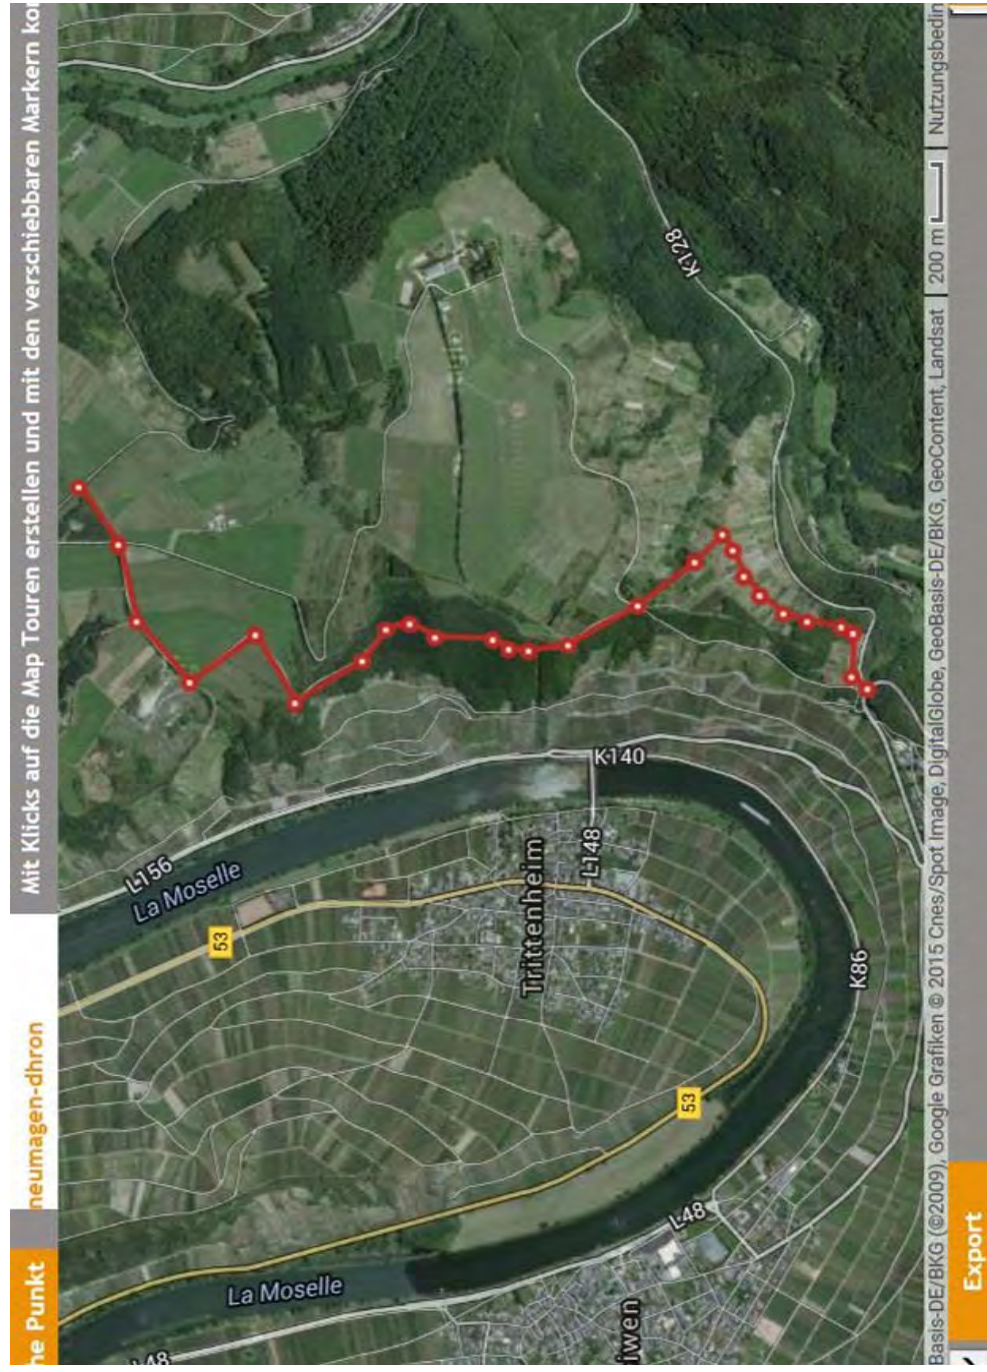 he Punkt
neumagen-dhron
Mit Klicks auf die Map Touren erstellen und mit den verschiebbaren Markern ko
L156
La Moselle
53
K128
K140
L148
Trittenheim
53
K86
L48
La Moselle
L48
iwen
Basis-DE/BKG (©2009), Google Grafiken © 2015 Cnes/Spot Image, DigitalGlobe, GeoBasis-DE/BKG, GeoContent, Landsat
200 m
Nutzungsbedin
Export